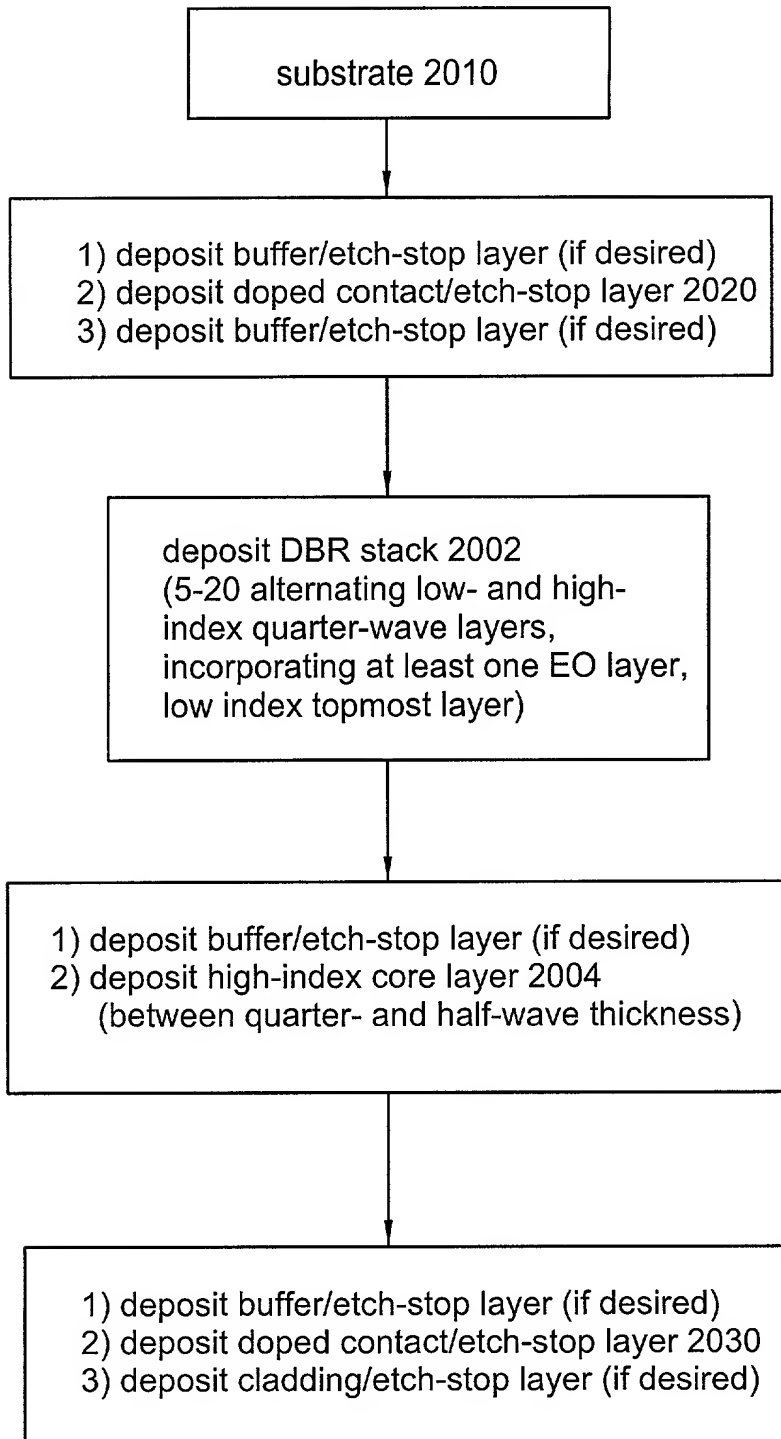 substrate 2010
1) deposit buffer/etch-stop layer (if desired)
2) deposit doped contact/etch-stop layer 2020
3) deposit buffer/etch-stop layer (if desired)
deposit DBR stack 2002
(5-20 alternating low- and high-
index quarter-wave layers,
incorporating at least one EO layer,
low index topmost layer)
1) deposit buffer/etch-stop layer (if desired)
2) deposit high-index core layer 2004
(between quarter- and half-wave thickness)
1) deposit buffer/etch-stop layer (if desired)
2) deposit doped contact/etch-stop layer 2030
3) deposit cladding/etch-stop layer (if desired)